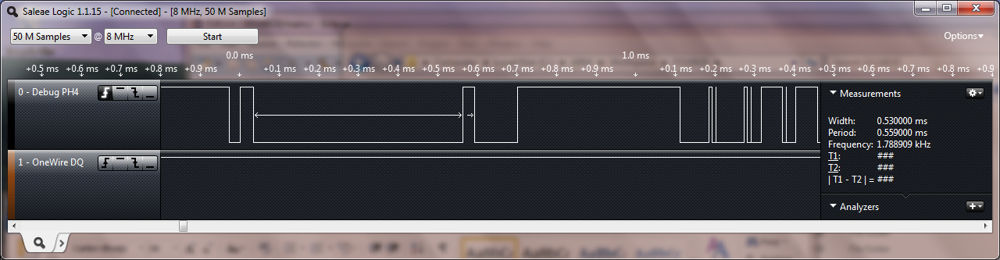 Saleae Logic 1.1.15 - [Connected] - [8 MHz, 50 M Samples]
50 M Samples @ 8 MHz Start Options
0.0 ms 1.0 ms
+0.5 ms +0.6 ms +0.7 ms +0.8 ms +0.9 ms +0.1 ms +0.2 ms +0.3 ms +0.4 ms +0.5 ms +0.6 ms +0.7 ms +0.8 ms +0.9 ms +0.1 ms +0.2 ms +0.3 ms +0.4 ms +0.5 ms +0.6 ms +0.7 ms +0.8 ms +0.9
0 - Debug PH4
Measurements
Width: 0.530000 ms
Period: 0.559000 ms
Frequency: 1.788909 kHz
T1: ###
T2: ###
| T1 - T2 | = ###
1 - OneWire DQ
Analyzers